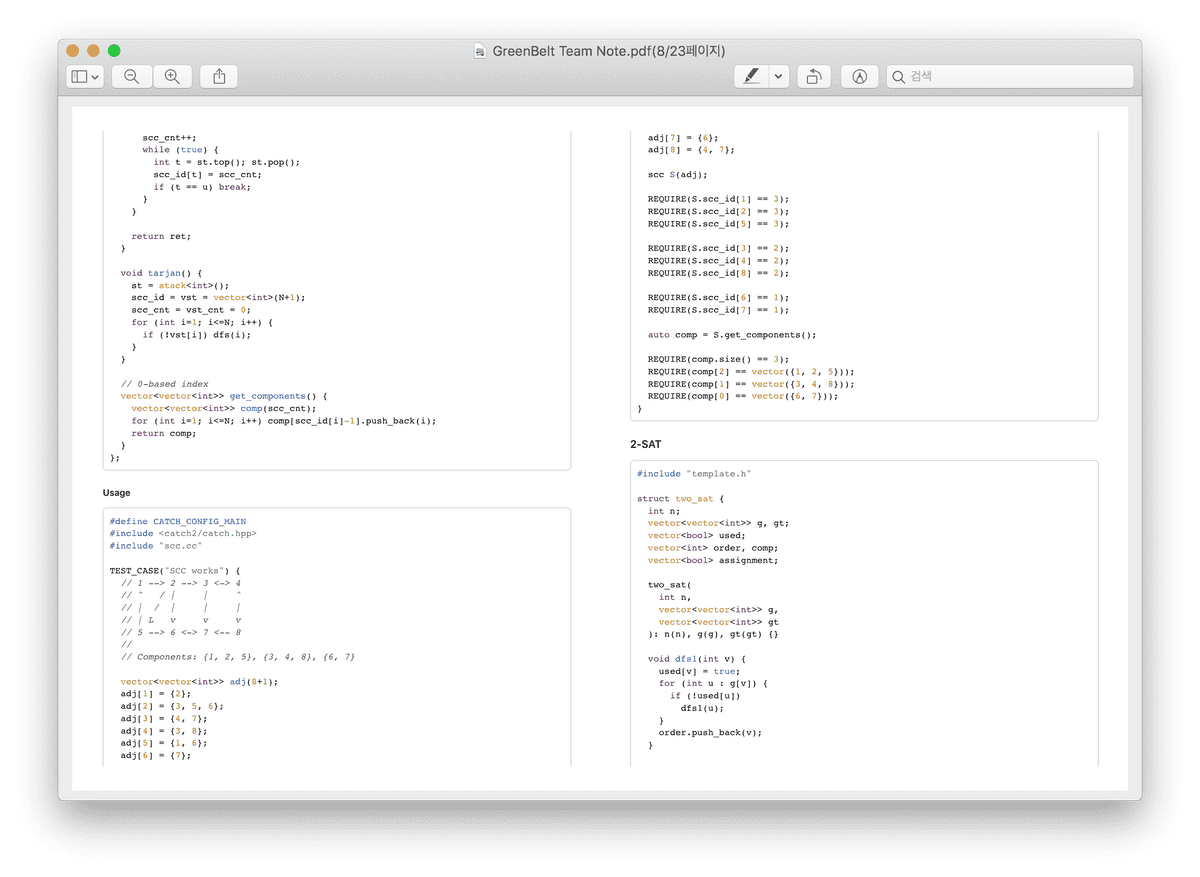 GreenBelt Team Note.pdf(8/23페이지)
검색
scc_cnt++;
while (true) {
int t = st.top(); st.pop();
scc_id[t] = scc_cnt;
if (t == u) break;
}
}
return ret;
}
void tarjan() {
st = stack<int>();
scc_id = vst = vector<int>(N+1);
scc_cnt = vst_cnt = 0;
for (int i=1; i<=N; i++) {
if (!vst[i]) dfs(i);
}
}
// 0-based index
vector<vector<int>> get_components() {
vector<vector<int>> comp(scc_cnt);
for (int i=1; i<=N; i++) comp[scc_id[i]-1].push_back(i);
return comp;
}
};
Usage
#define CATCH_CONFIG_MAIN
#include <catch2/catch.hpp>
#include "scc.cc"
TEST_CASE("SCC works") {
// 1 --> 2 --> 3 <-> 4
// ^   / |     |     ^
// |  /  |     |     |
// | L   v     v     v
// 5 --> 6 <-> 7 <-- 8
//
// Components: {1, 2, 5}, {3, 4, 8}, {6, 7}
vector<vector<int>> adj(8+1);
adj[1] = {2};
adj[2] = {3, 5, 6};
adj[3] = {4, 7};
adj[4] = {3, 8};
adj[5] = {1, 6};
adj[6] = {7};
adj[7] = {6};
adj[8] = {4, 7};
scc S(adj);
REQUIRE(S.scc_id[1] == 3);
REQUIRE(S.scc_id[2] == 3);
REQUIRE(S.scc_id[5] == 3);
REQUIRE(S.scc_id[3] == 2);
REQUIRE(S.scc_id[4] == 2);
REQUIRE(S.scc_id[8] == 2);
REQUIRE(S.scc_id[6] == 1);
REQUIRE(S.scc_id[7] == 1);
auto comp = S.get_components();
REQUIRE(comp.size() == 3);
REQUIRE(comp[2] == vector({1, 2, 5}));
REQUIRE(comp[1] == vector({3, 4, 8}));
REQUIRE(comp[0] == vector({6, 7}));
}
2-SAT
#include "template.h"
struct two_sat {
int n;
vector<vector<int>> g, gt;
vector<bool> used;
vector<int> order, comp;
vector<bool> assignment;
two_sat(
int n,
vector<vector<int>> g,
vector<vector<int>> gt
): n(n), g(g), gt(gt) {}
void dfs1(int v) {
used[v] = true;
for (int u : g[v]) {
if (!used[u])
dfs1(u);
}
order.push_back(v);
}